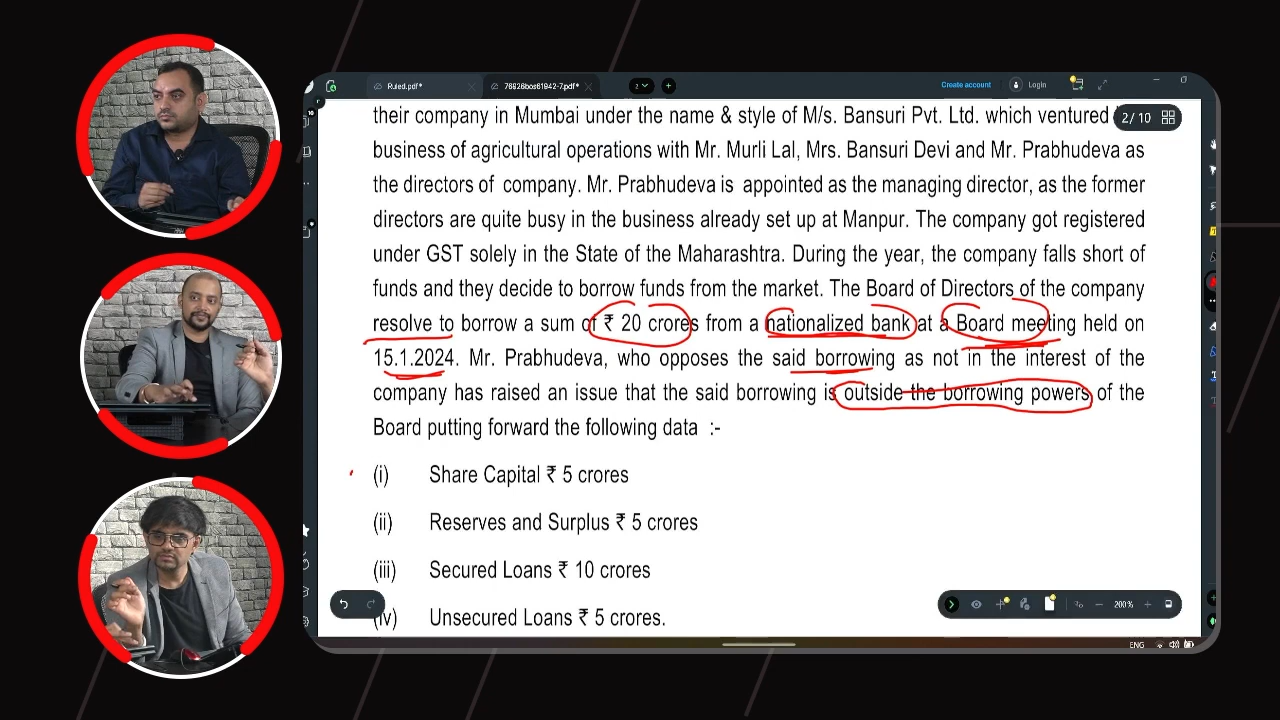 Ruled.pdf*
76926bos61942-7.pdf*
2
Create account
Login
their company in Mumbai under the name & style of M/s. Bansuri Pvt. Ltd. which ventured
2/10
business of agricultural operations with Mr. Murli Lal, Mrs. Bansuri Devi and Mr. Prabhudeva as
the directors of company. Mr. Prabhudeva is appointed as the managing director, as the former
directors are quite busy in the business already set up at Manpur. The company got registered
under GST solely in the State of the Maharashtra. During the year, the company falls short of
funds and they decide to borrow funds from the market. The Board of Directors of the company
resolve to borrow a sum of ₹ 20 crores from a nationalized bank at a Board meeting held on
15.1.2024. Mr. Prabhudeva, who opposes the said borrowing as not in the interest of the
company has raised an issue that the said borrowing is outside the borrowing powers of the
Board putting forward the following data :-
(i) Share Capital ₹ 5 crores
(ii) Reserves and Surplus ₹ 5 crores
(iii) Secured Loans ₹ 10 crores
(iv) Unsecured Loans ₹ 5 crores.
200%
ENG